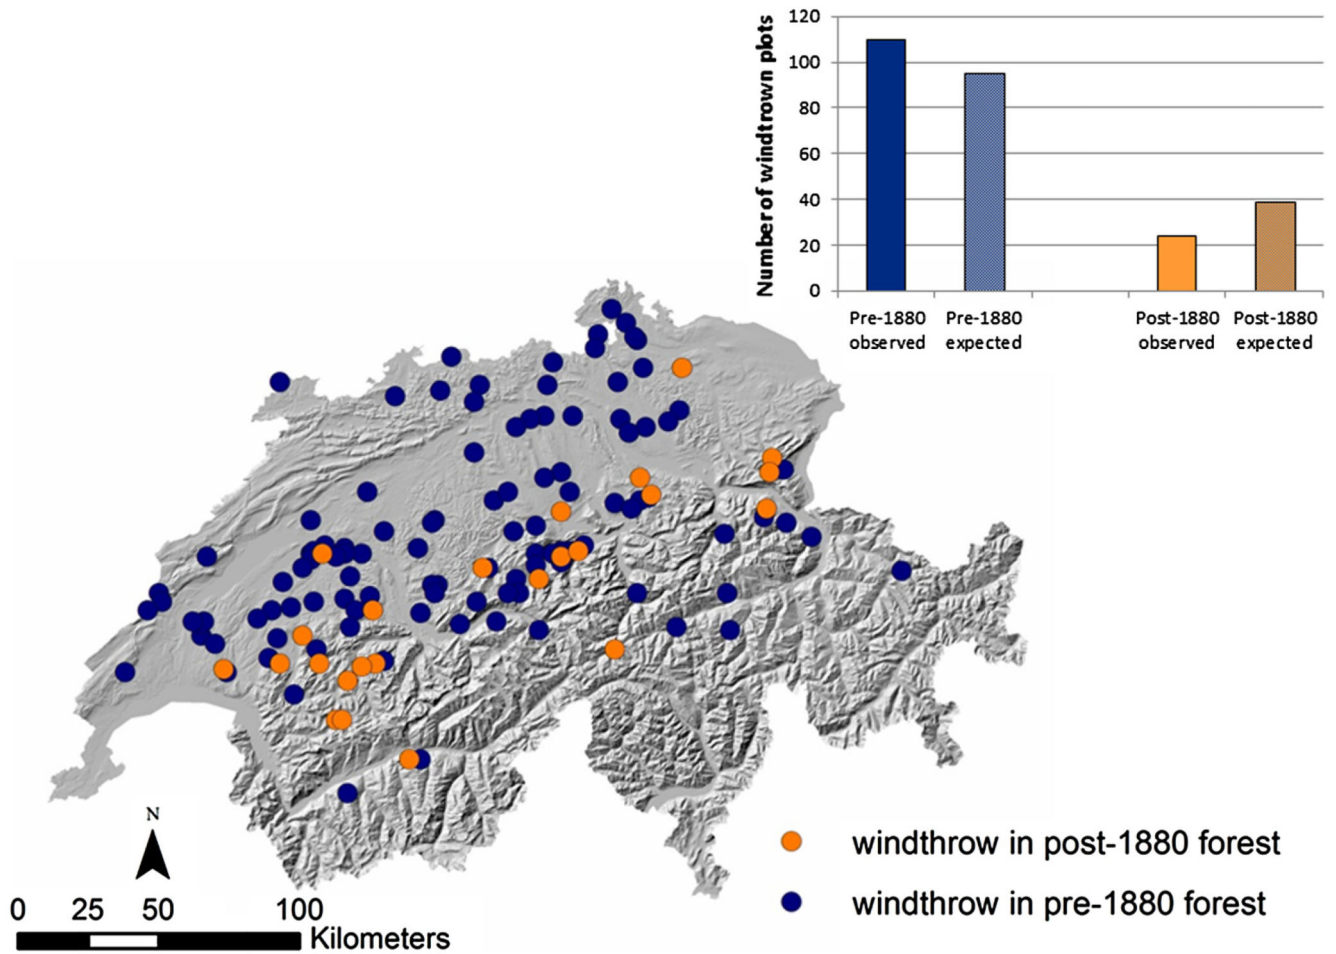 Number of windtrown plots
120
100
80
60
40
20
0
Pre-1880 observed
Pre-1880 expected
Post-1880 observed
Post-1880 expected
N
0 25 50 100
Kilometers
windthrow in post-1880 forest
windthrow in pre-1880 forest